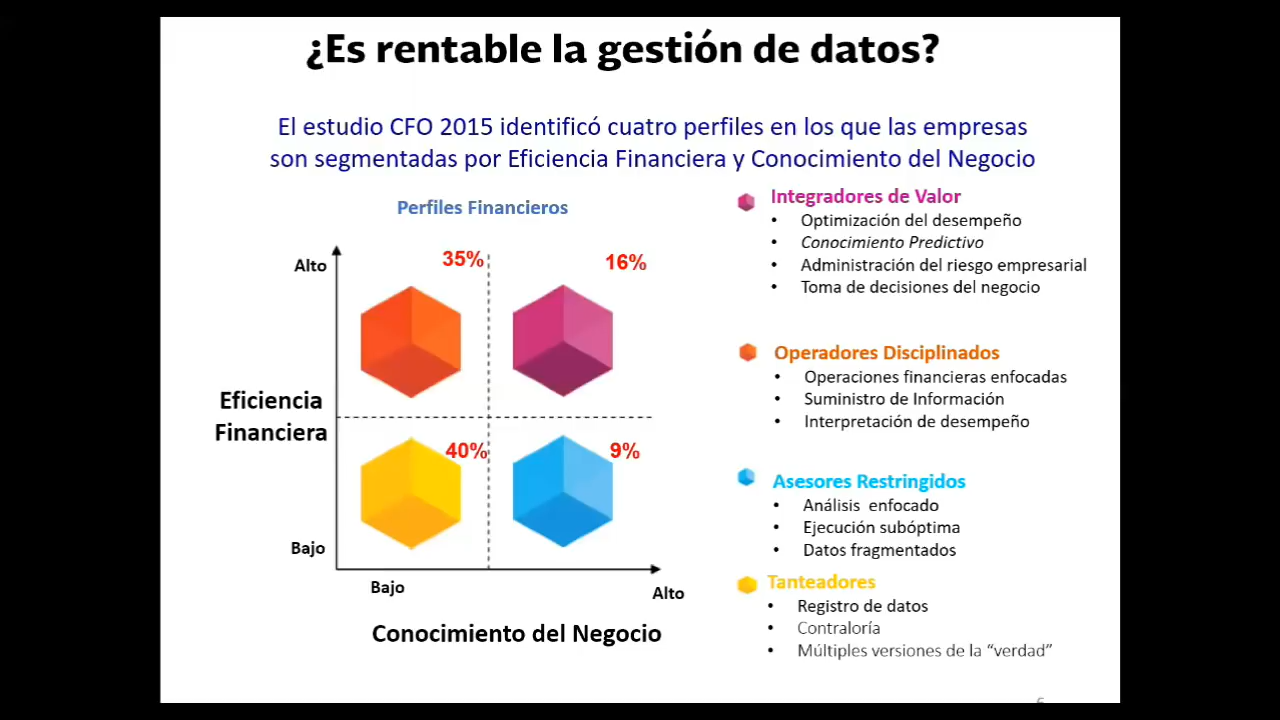 ¿Es rentable la gestión de datos?
El estudio CFO 2015 identificó cuatro perfiles en los que las empresas
son segmentadas por Eficiencia Financiera y Conocimiento del Negocio
Perfiles Financieros
Alto
35%
16%
Eficiencia
Financiera
40%
9%
Bajo
Bajo
Alto
Conocimiento del Negocio
Integradores de Valor
• Optimización del desempeño
• Conocimiento Predictivo
• Administración del riesgo empresarial
• Toma de decisiones del negocio
Operadores Disciplinados
• Operaciones financieras enfocadas
• Suministro de Información
• Interpretación de desempeño
Asesores Restringidos
• Análisis enfocado
• Ejecución subóptima
• Datos fragmentados
Tanteadores
• Registro de datos
• Contraloría
• Múltiples versiones de la “verdad”